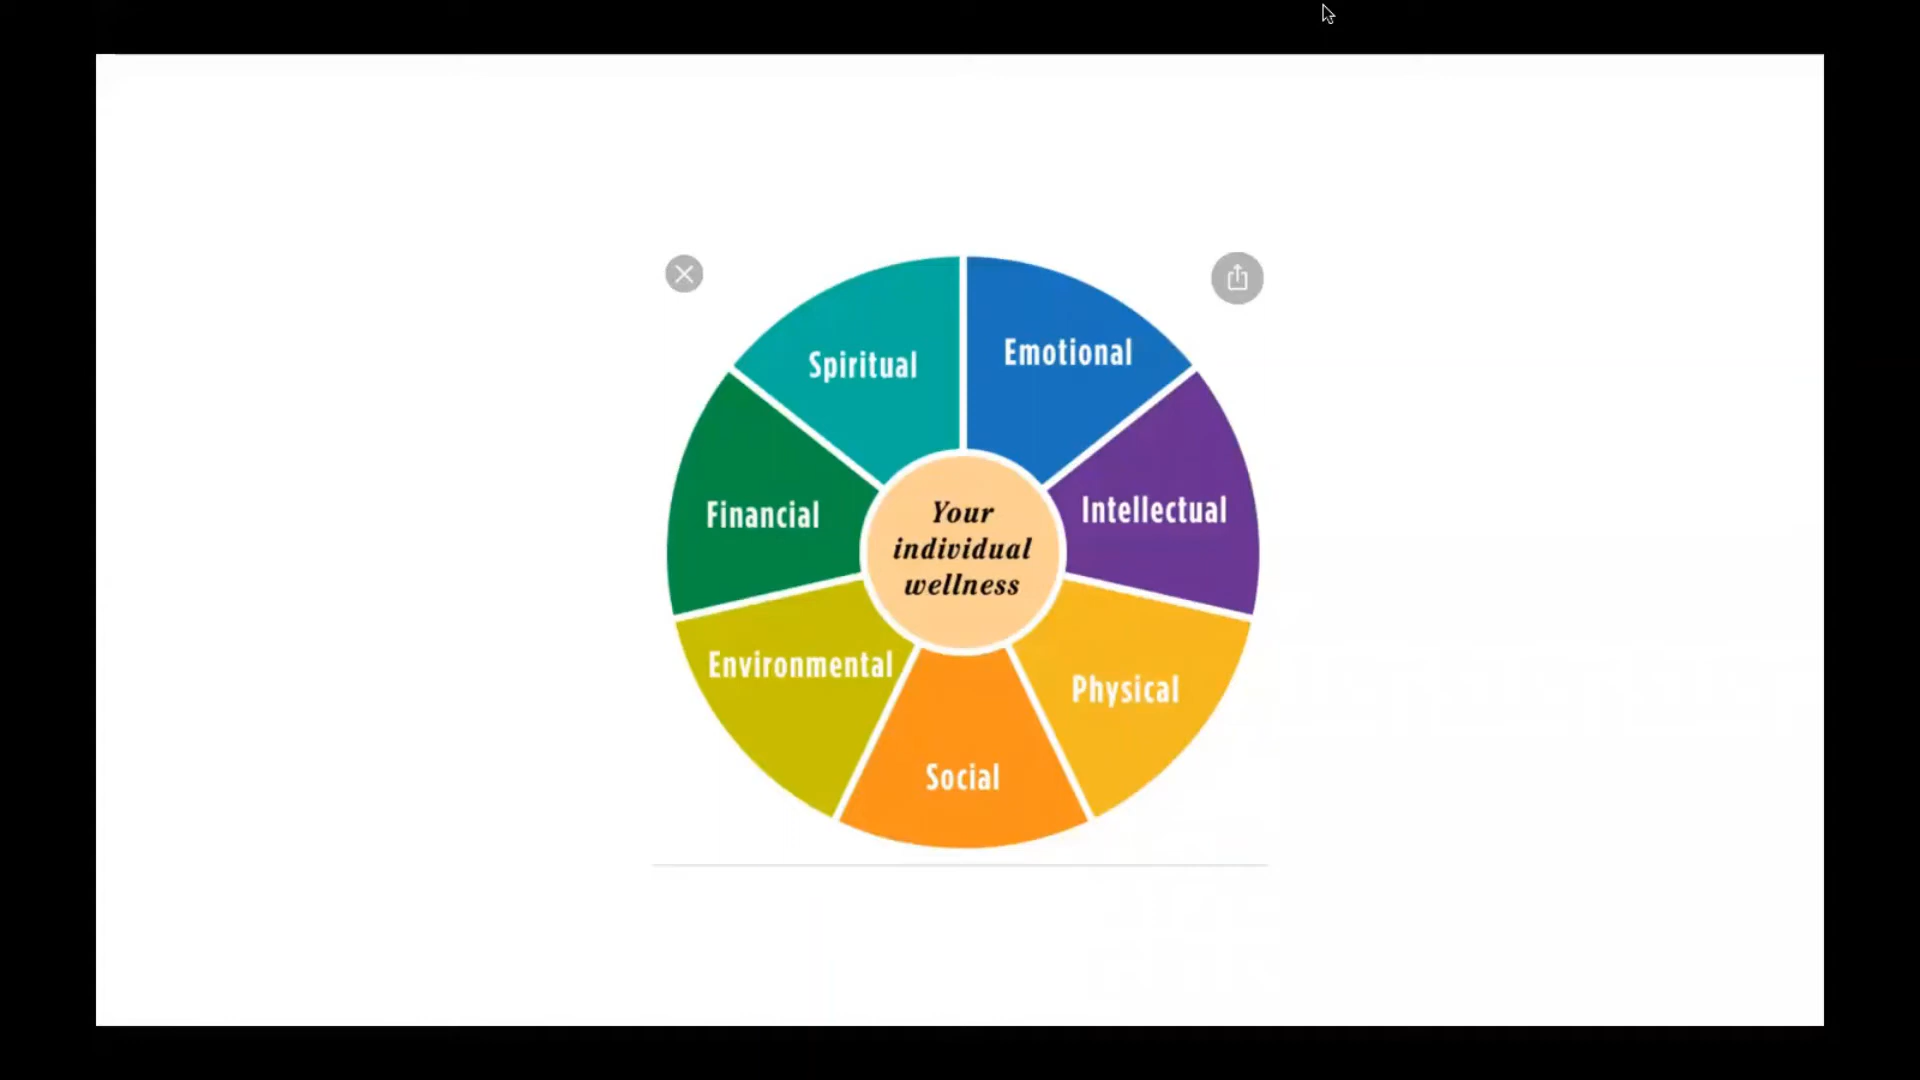 Spiritual
Emotional
Financial
Intellectual
Your
individual
wellness
Environmental
Physical
Social